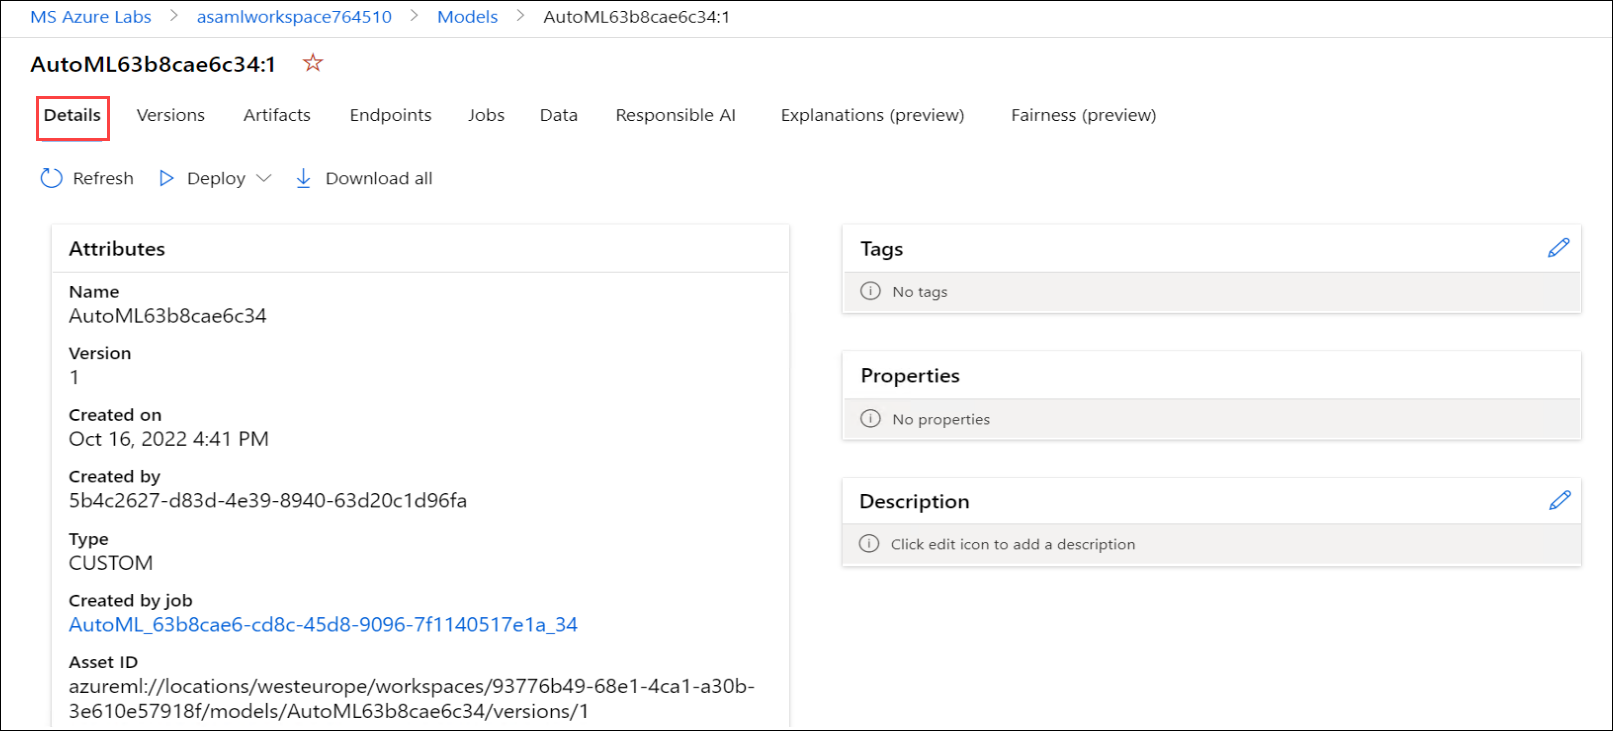 MS Azure Labs > asamlworkspace764510 > Models > AutoML63b8cae6c34:1
AutoML63b8cae6c34:1
Details Versions Artifacts Endpoints Jobs Data Responsible AI Explanations (preview) Fairness (preview)
Refresh Deploy Download all
Attributes
Name
AutoML63b8cae6c34
Version
1
Created on
Oct 16, 2022 4:41 PM
Created by
5b4c2627-d83d-4e39-8940-63d20c1d96fa
Type
CUSTOM
Created by job
AutoML_63b8cae6-cd8c-45d8-9096-7f1140517e1a_34
Asset ID
azureml://locations/westeurope/workspaces/93776b49-68e1-4ca1-a30b-
3e610e57918f/models/AutoML63b8cae6c34/versions/1
Tags
No tags
Properties
No properties
Description
Click edit icon to add a description